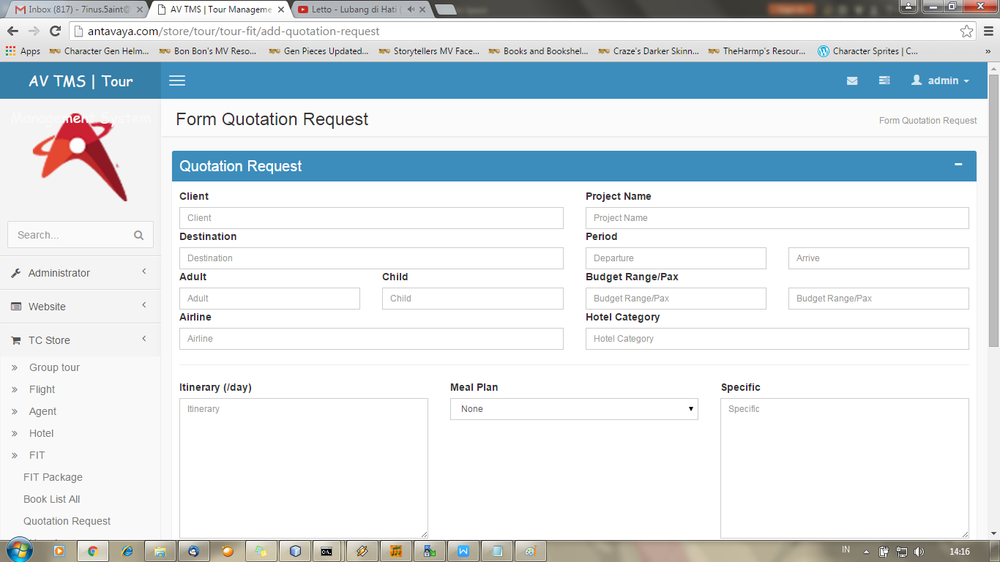 Inbox (817) - 7inus.5aint@
AV TMS | Tour Manageme
Letto - Lubang di Hati (
antavaya.com/store/tour/tour-fit/add-quotation-request
Apps
Character Gen Helm...
Bon Bon's MV Reso...
Gen Pieces Updated...
Storytellers MV Face...
Books and Bookshel...
Craze's Darker Skinn...
TheHarmp's Resour...
Character Sprites | C...
»
AV TMS | Tour
Management System
admin
Form Quotation Request
Form Quotation Request
Search...
Administrator
Website
TC Store
Group tour
Flight
Agent
Hotel
FIT
FIT Package
Book List All
Quotation Request
Quotation Request
Client
Project Name
Client
Project Name
Destination
Period
Destination
Departure
Arrive
Adult
Child
Budget Range/Pax
Adult
Child
Budget Range/Pax
Budget Range/Pax
Airline
Hotel Category
Airline
Hotel Category
Itinerary (/day)
Meal Plan
Specific
Itinerary
None
Specific
IN
14:16